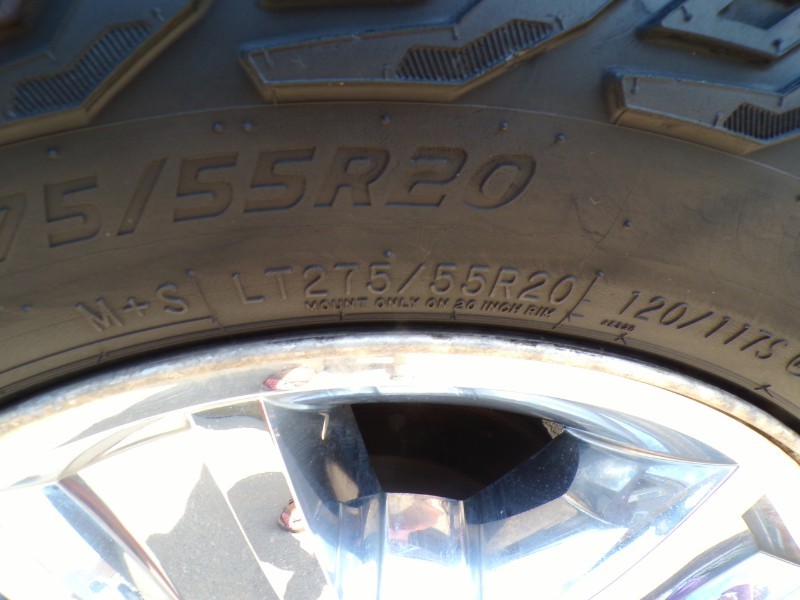 75/55R20
M+S LT275/55R20 120/117S
MOUNT ONLY ON 20 INCH RIM